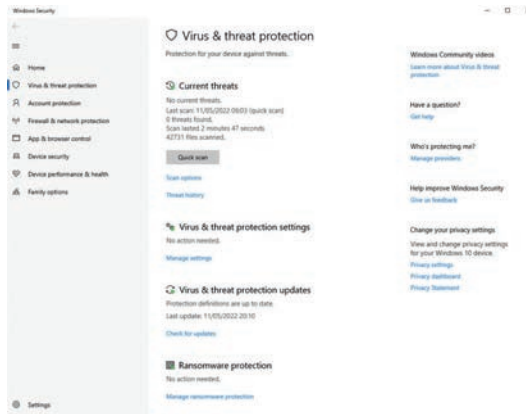 Windows Security
Home
Virus & threat protection
Account protection
Firewall & network protection
App & browser control
Device security
Device performance & health
Family options
Settings
Virus & threat protection
Protection for your device against threats.
Current threats
No current threats.
Last scan: 11/05/2022 09:03 (quick scan)
0 threats found.
Scan lasted 2 minutes 47 seconds
42731 files scanned.
Quick scan
Scan options
Threat history
Virus & threat protection settings
No action needed.
Manage settings
Virus & threat protection updates
Protection definitions are up to date.
Last update: 11/05/2022 20:10
Check for updates
Ransomware protection
No action needed.
Manage ransomware protection
Windows Community videos
Learn more about Virus & threat
protection
Have a question?
Get help
Who's protecting me?
Manage providers
Help improve Windows Security
Give us feedback
Change your privacy settings
View and change privacy settings
for your Windows 10 device.
Privacy settings
Privacy dashboard
Privacy Statement